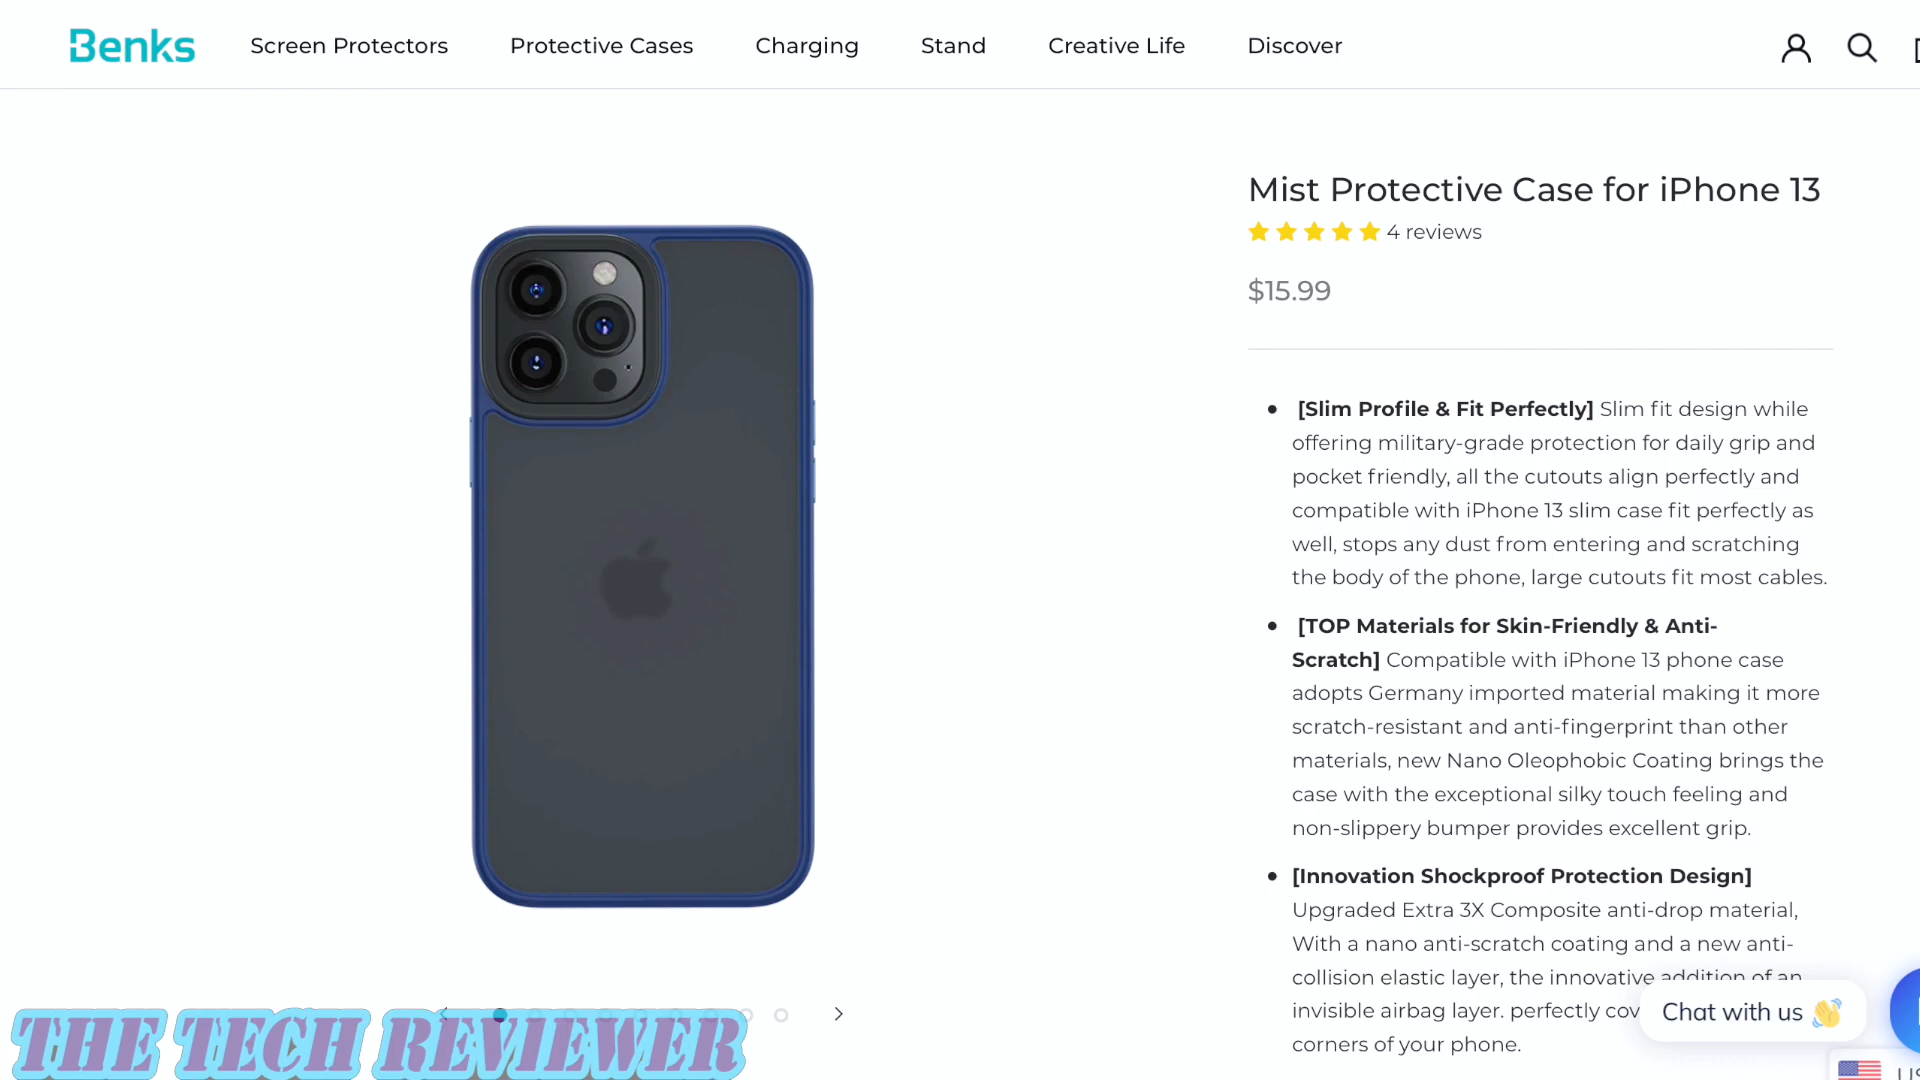 Benks
Screen Protectors
Protective Cases
Charging
Stand
Creative Life
Discover
Mist Protective Case for iPhone 13
4 reviews
$15.99
[Slim Profile & Fit Perfectly] Slim fit design while
offering military-grade protection for daily grip and
pocket friendly, all the cutouts align perfectly and
compatible with iPhone 13 slim case fit perfectly as
well, stops any dust from entering and scratching
the body of the phone, large cutouts fit most cables.
[TOP Materials for Skin-Friendly & Anti-
Scratch] Compatible with iPhone 13 phone case
adopts Germany imported material making it more
scratch-resistant and anti-fingerprint than other
materials, new Nano Oleophobic Coating brings the
case with the exceptional silky touch feeling and
non-slippery bumper provides excellent grip.
[Innovation Shockproof Protection Design]
Upgraded Extra 3X Composite anti-drop material,
With a nano anti-scratch coating and a new anti-
collision elastic layer, the innovative addition of an
invisible airbag layer. perfectly cov
corners of your phone.
Chat with us 👋
US
THE TECH REVIEWER